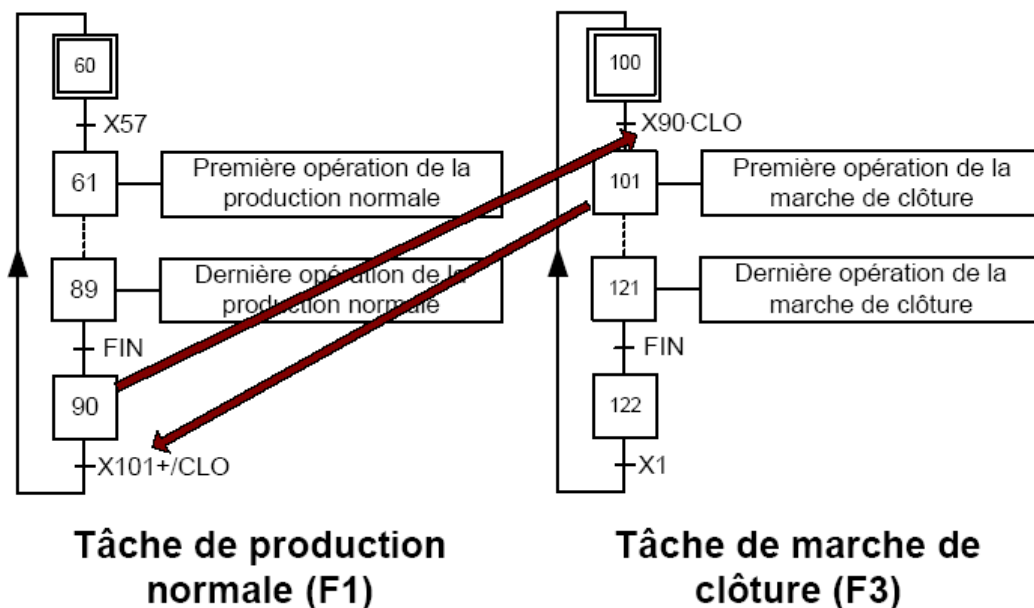 60
X57
61
Première opération de la
production normale
89
Dernière opération de la
production normale
FIN
90
X101+/CLO
Tâche de production
normale (F1)
100
X90·CLO
101
Première opération de la
marche de clôture
121
Dernière opération de la
marche de clôture
FIN
122
X1
Tâche de marche de
clôture (F3)